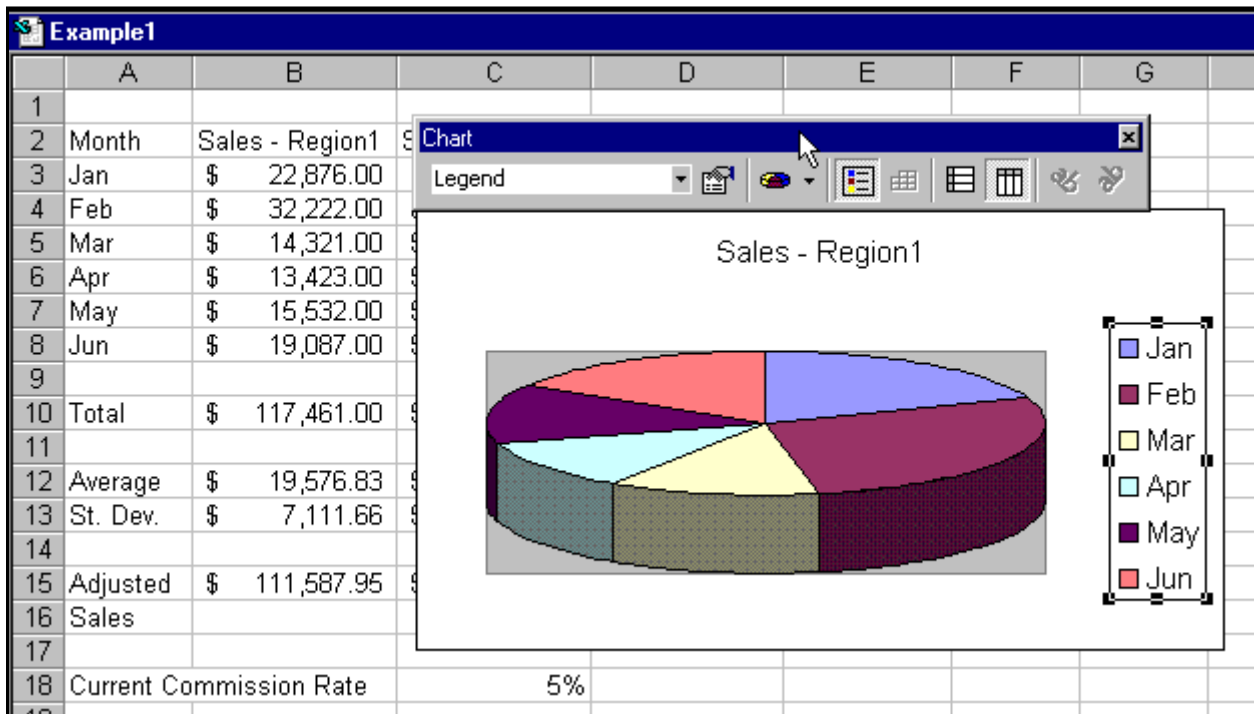 Example1
A B C D E F G
1
2 Month Sales - Region1 S
3 Jan $ 22,876.00
4 Feb $ 32,222.00
5 Mar $ 14,321.00 $
6 Apr $ 13,423.00 $
7 May $ 15,532.00 $
8 Jun $ 19,087.00 $
9
10 Total $ 117,461.00 $
11
12 Average $ 19,576.83 $
13 St. Dev. $ 7,111.66 $
14
15 Adjusted $ 111,587.95 $
16 Sales
17
18 Current Commission Rate 5%
Chart
Legend
Sales - Region1
Jan
Feb
Mar
Apr
May
Jun